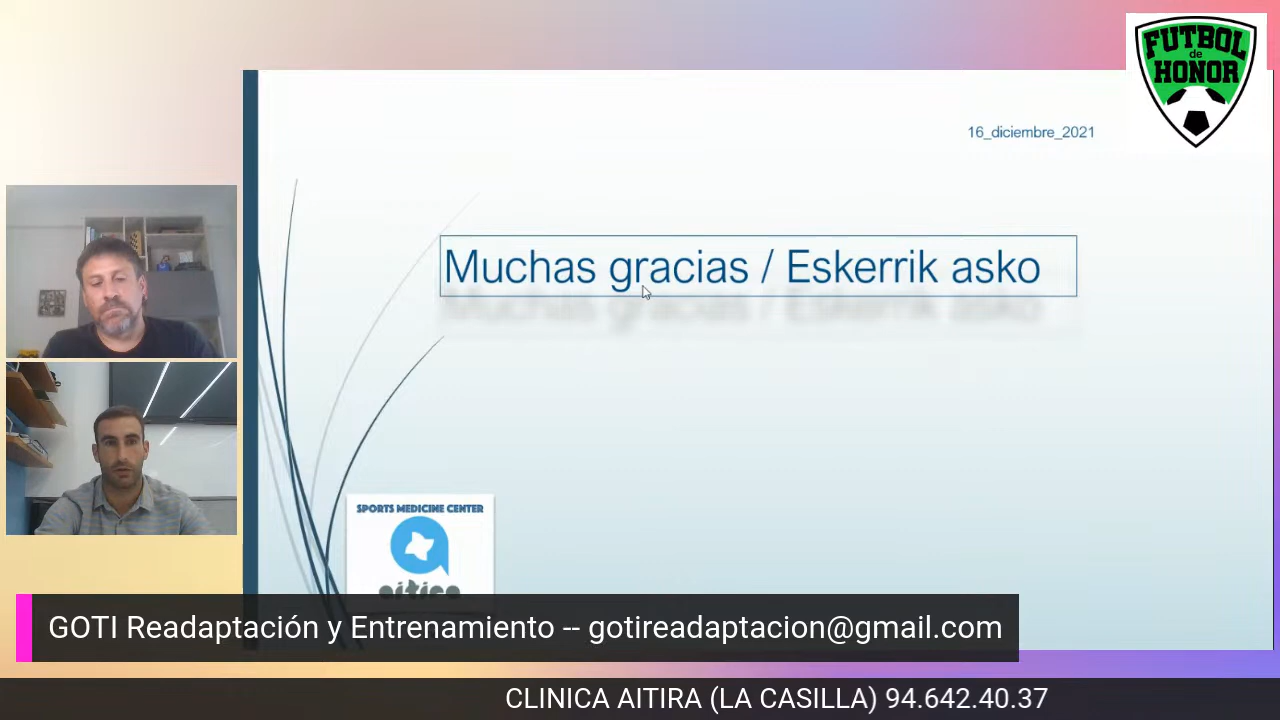 FUTBOL
de
HONOR
16_diciembre_2021
Muchas gracias / Eskerrik asko
SPORTS MEDICINE CENTER
aitira
GOTI Readaptación y Entrenamiento -- gotireadaptacion@gmail.com
CLINICA AITIRA (LA CASILLA) 94.642.40.37